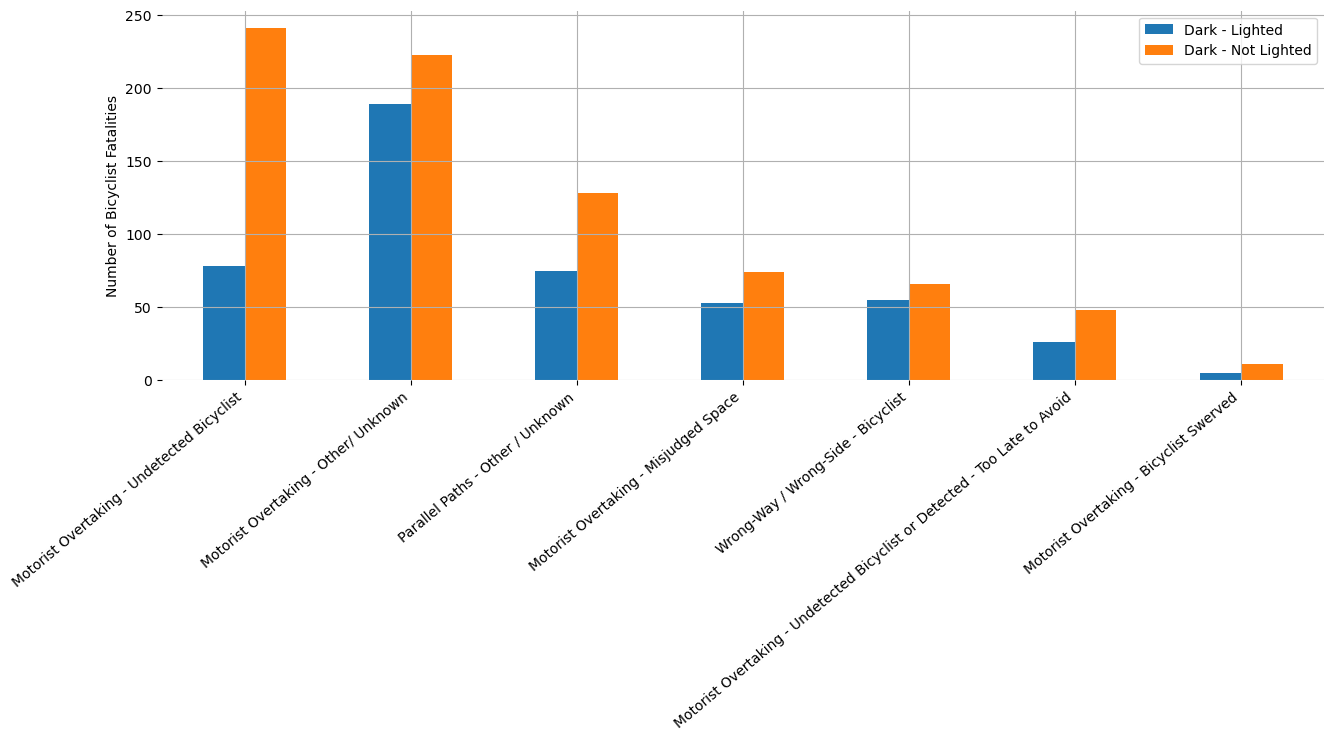 250
200
150
100
50
0
Number of Bicyclist Fatalities
Dark - Lighted
Dark - Not Lighted
Motorist Overtaking - Undetected Bicyclist
Motorist Overtaking - Other/ Unknown
Parallel Paths - Other / Unknown
Motorist Overtaking - Misjudged Space
Wrong-Way / Wrong-Side - Bicyclist
Motorist Overtaking - Undetected Bicyclist or Detected - Too Late to Avoid
Motorist Overtaking - Bicyclist Swerved